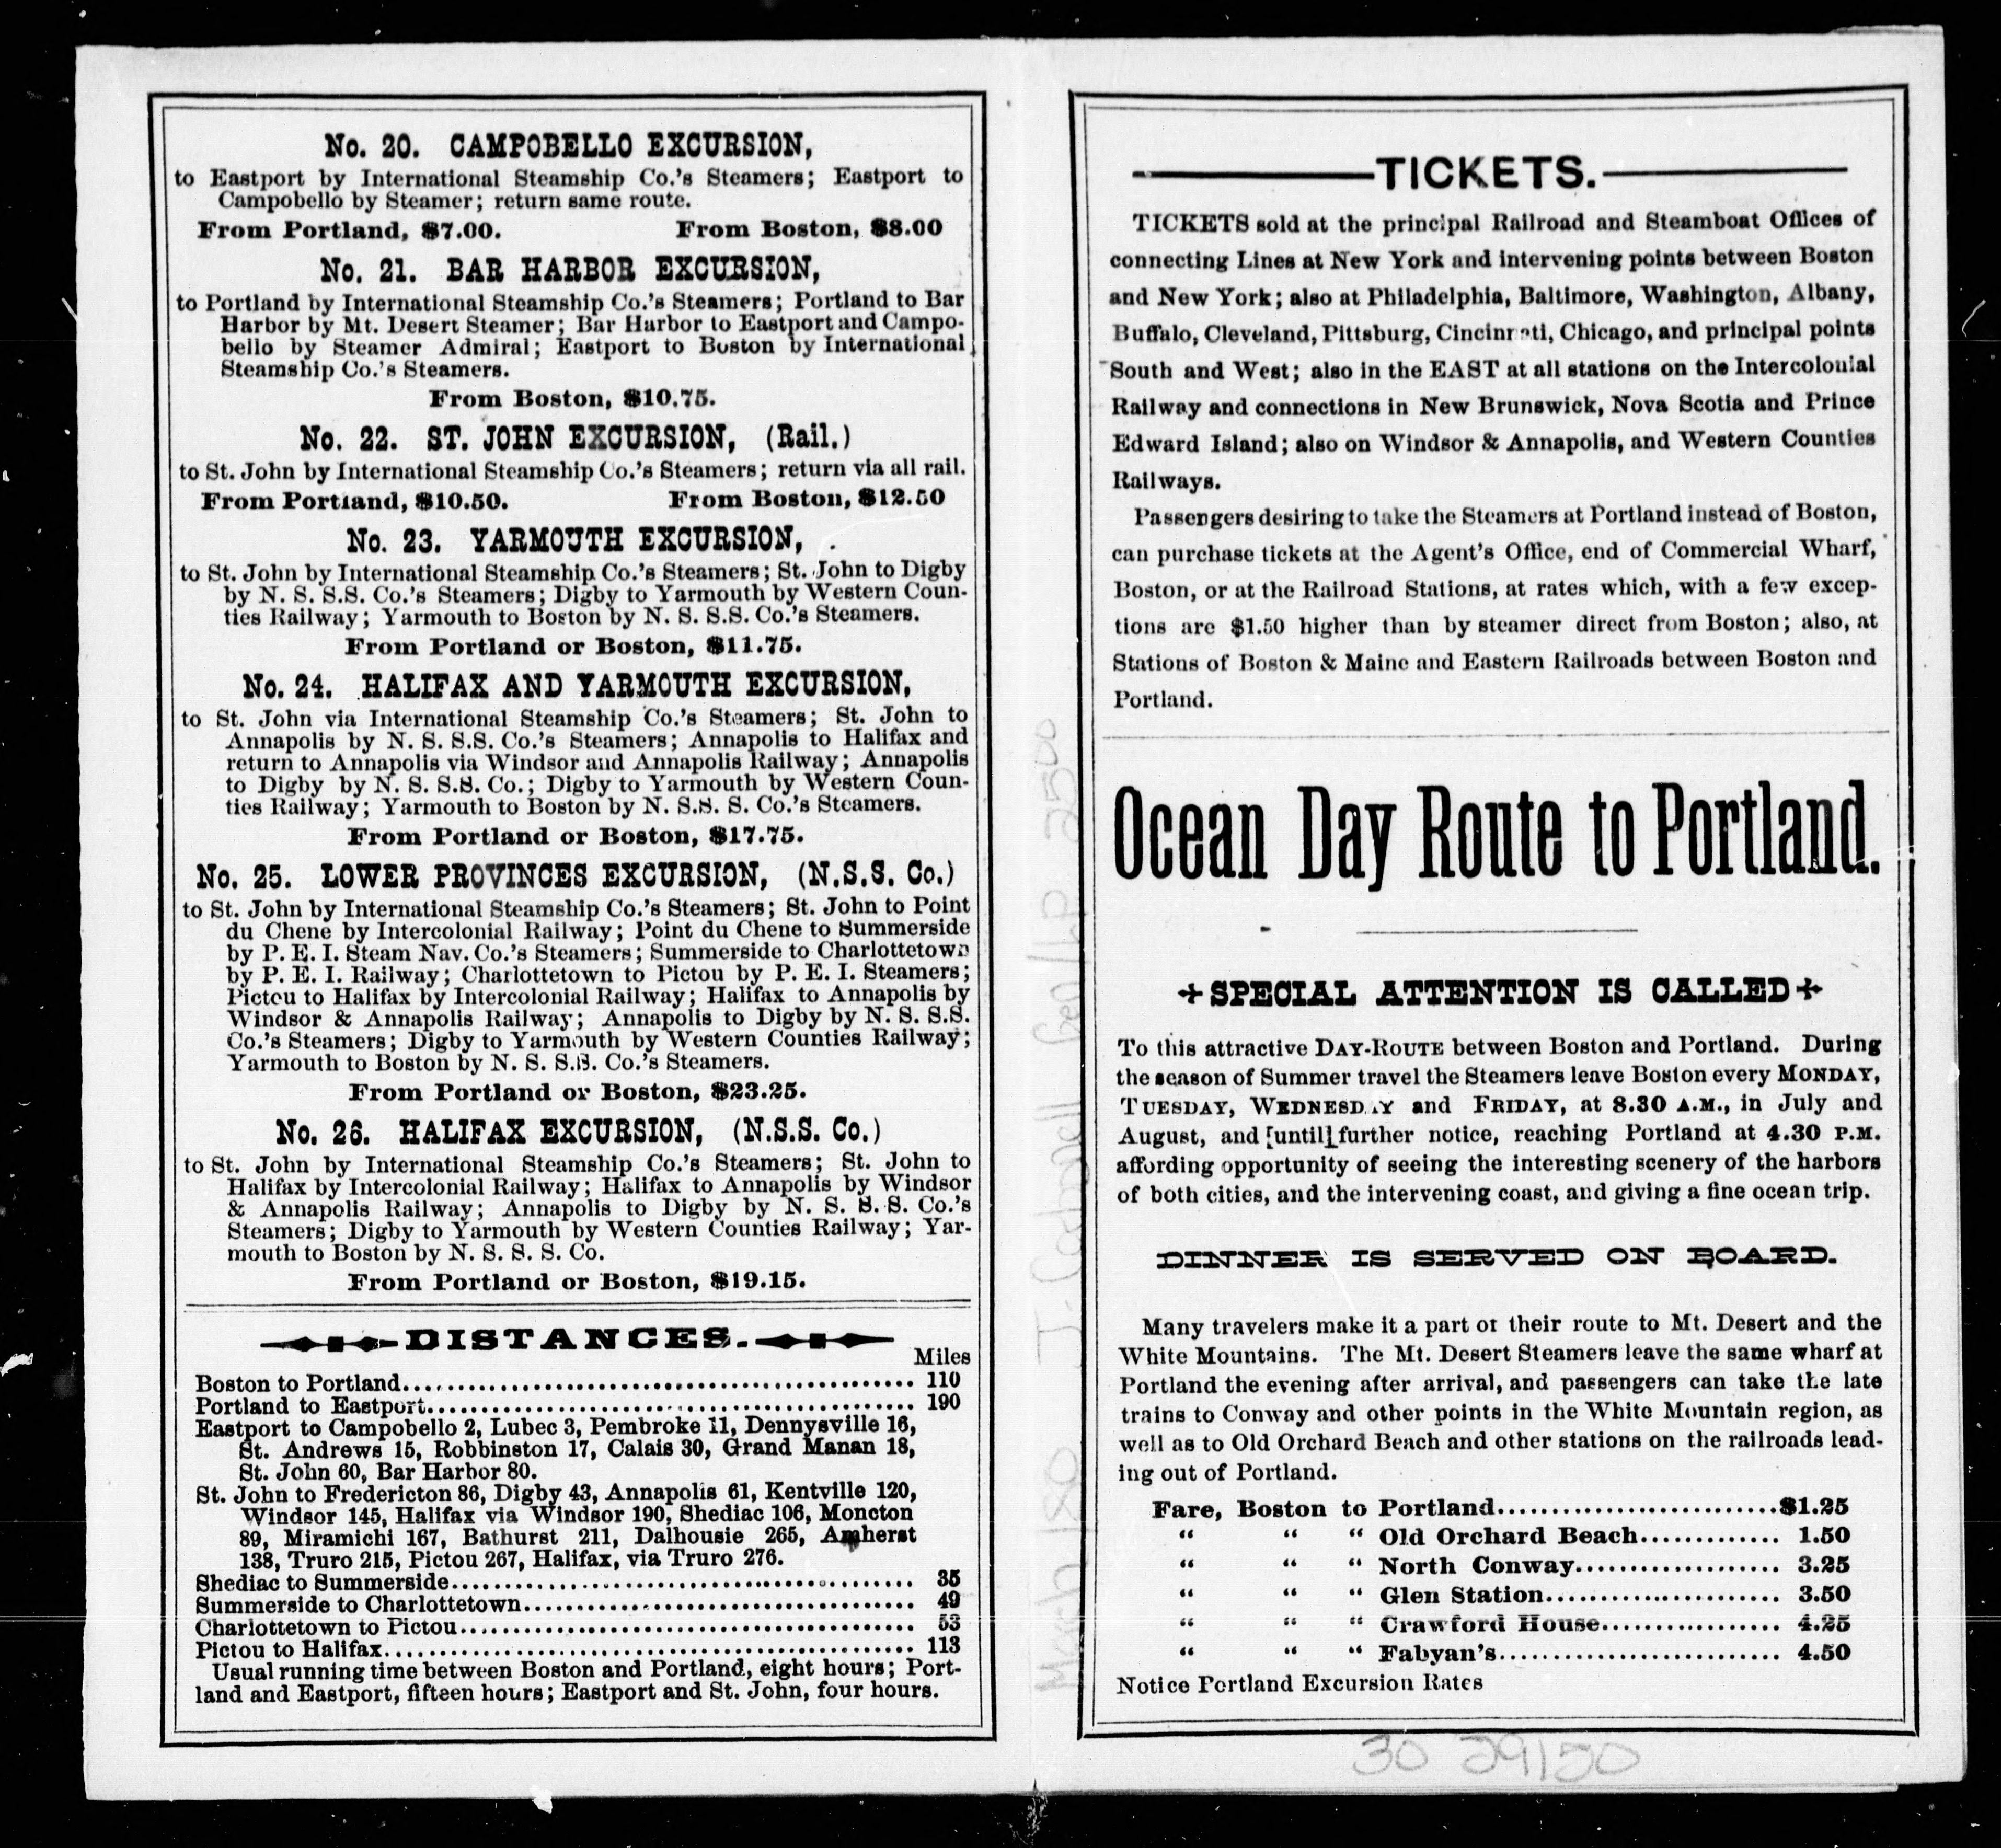 No. 20. CAMPOBELLO EXCURSION,
to Eastport by International Steamship Co.'s Steamers; Eastport to
Campobello by Steamer; return same route.
From Portland, $7.00. From Boston, $8.00
No. 21. BAR HARBOR EXCURSION,
to Portland by International Steamship Co.'s Steamers; Portland to Bar
Harbor by Mt. Desert Steamer; Bar Harbor to Eastport and Campo-
bello by Steamer Admiral; Eastport to Boston by International
Steamship Co.'s Steamers.
From Boston, $10.75.
No. 22. ST. JOHN EXCURSION, (Rail.)
to St. John by International Steamship Co.'s Steamers; return via all rail.
From Portland, $10.50. From Boston, $12.50
No. 23. YARMOUTH EXCURSION,
to St. John by International Steamship Co.'s Steamers; St. John to Digby
by N. S. S.S. Co.'s Steamers; Digby to Yarmouth by Western Coun-
ties Railway; Yarmouth to Boston by N. S. S.S. Co.'s Steamers.
From Portland or Boston, $11.75.
No. 24. HALIFAX AND YARMOUTH EXCURSION,
to St. John via International Steamship Co.'s Steamers; St. John to
Annapolis by N. S. S.S. Co.'s Steamers; Annapolis to Halifax and
return to Annapolis via Windsor and Annapolis Railway; Annapolis
to Digby by N. S. S.S. Co.; Digby to Yarmouth by Western Coun-
ties Railway; Yarmouth to Boston by N. S.S. S. Co.'s Steamers.
From Portland or Boston, $17.75.
No. 25. LOWER PROVINCES EXCURSION, (N.S.S. Co.)
to St. John by International Steamship Co.'s Steamers; St. John to Point
du Chene by Intercolonial Railway; Point du Chene to Summerside
by P. E. I. Steam Nav. Co.'s Steamers; Summerside to Charlottetown
by P. E. I. Railway; Charlottetown to Pictou by P. E. I. Steamers;
Pictou to Halifax by Intercolonial Railway; Halifax to Annapolis by
Windsor & Annapolis Railway; Annapolis to Digby by N. S. S.S.
Co.'s Steamers; Digby to Yarmouth by Western Counties Railway;
Yarmouth to Boston by N. S. S.S. Co.'s Steamers.
From Portland or Boston, $23.25.
No. 26. HALIFAX EXCURSION, (N.S.S. Co.)
to St. John by International Steamship Co.'s Steamers; St. John to
Halifax by Intercolonial Railway; Halifax to Annapolis by Windsor
& Annapolis Railway; Annapolis to Digby by N. S. S. S. Co.'s
Steamers; Digby to Yarmouth by Western Counties Railway; Yar-
mouth to Boston by N. S. S. S. Co.
From Portland or Boston, $19.15.
DISTANCES.
Miles
Boston to Portland........ 110
Portland to Eastport........ 190
Eastport to Campobello 2, Lubec 3, Pembroke 11, Dennysville 16,
St. Andrews 15, Robbinston 17, Calais 30, Grand Manan 18,
St. John 60, Bar Harbor 80.
St. John to Fredericton 86, Digby 43, Annapolis 61, Kentville 120,
Windsor 145, Halifax via Windsor 190, Shediac 106, Moncton
89, Miramichi 167, Bathurst 211, Dalhousie 265, Amherst
138, Truro 215, Pictou 267, Halifax, via Truro 276.
Shediac to Summerside........ 35
Summerside to Charlottetown........ 49
Charlottetown to Pictou........ 53
Pictou to Halifax........ 113
Usual running time between Boston and Portland, eight hours; Port-
land and Eastport, fifteen hours; Eastport and St. John, four hours.
TICKETS.
TICKETS sold at the principal Railroad and Steamboat Offices of
connecting Lines at New York and intervening points between Boston
and New York; also at Philadelphia, Baltimore, Washington, Albany,
Buffalo, Cleveland, Pittsburg, Cincinnati, Chicago, and principal points
South and West; also in the EAST at all stations on the Intercolonial
Railway and connections in New Brunswick, Nova Scotia and Prince
Edward Island; also on Windsor & Annapolis, and Western Counties
Railways.
Passengers desiring to take the Steamers at Portland instead of Boston,
can purchase tickets at the Agent's Office, end of Commercial Wharf,
Boston, or at the Railroad Stations, at rates which, with a few excep-
tions are $1.50 higher than by steamer direct from Boston; also, at
Stations of Boston & Maine and Eastern Railroads between Boston and
Portland.
Ocean Day Route to Portland.
SPECIAL ATTENTION IS CALLED
To this attractive DAY-ROUTE between Boston and Portland. During
the season of Summer travel the Steamers leave Boston every MONDAY,
TUESDAY, WEDNESDAY and FRIDAY, at 8.30 A.M., in July and
August, and [until] further notice, reaching Portland at 4.30 P.M.
affording opportunity of seeing the interesting scenery of the harbors
of both cities, and the intervening coast, and giving a fine ocean trip.
DINNER IS SERVED ON BOARD.
Many travelers make it a part of their route to Mt. Desert and the
White Mountains. The Mt. Desert Steamers leave the same wharf at
Portland the evening after arrival, and passengers can take the late
trains to Conway and other points in the White Mountain region, as
well as to Old Orchard Beach and other stations on the railroads lead-
ing out of Portland.
Fare, Boston to Portland........$1.25
" " " Old Orchard Beach........ 1.50
" " " North Conway........ 3.25
" " " Glen Station........ 3.50
" " " Crawford House........ 4.25
" " " Fabyan's........ 4.50
Notice Portland Excursion Rates
30 29150